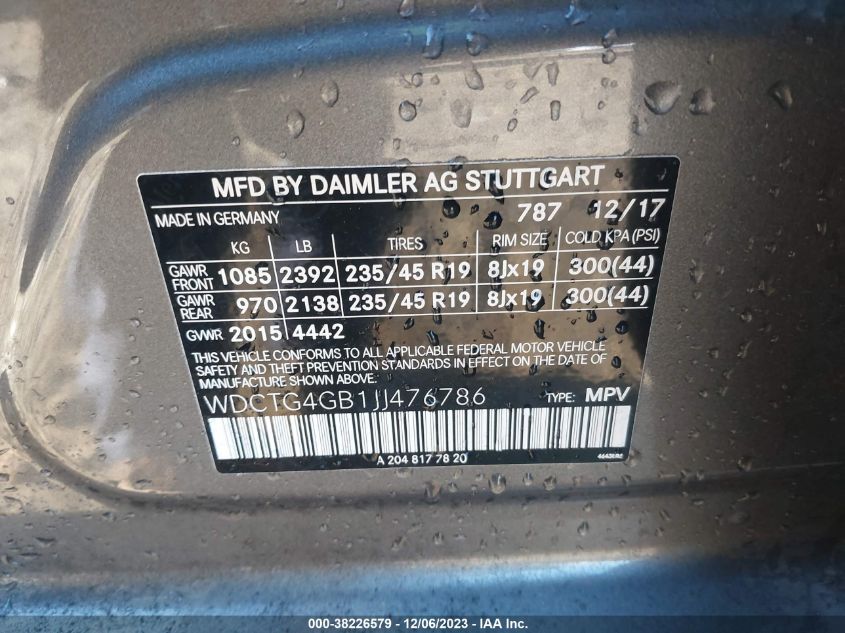 MFD BY DAIMLER AG STUTTGART
MADE IN GERMANY 787 12/17
KG LB TIRES RIM SIZE COLD KPA (PSI)
GAWR FRONT 1085 2392 235/45 R19 8Jx19 300(44)
GAWR REAR 970 2138 235/45 R19 8Jx19 300(44)
GVWR 2015 4442
THIS VEHICLE CONFORMS TO ALL APPLICABLE FEDERAL MOTOR VEHICLE
SAFETY AND THEFT PREVENTION STANDARDS IN EFFECT ON THE DATE OF
MANUFACTURE SHOWN ABOVE.
WDCTG4GB1JJ476786 TYPE: MPV
A 204 817 78 20
000-38226579 - 12/06/2023 - IAA Inc.